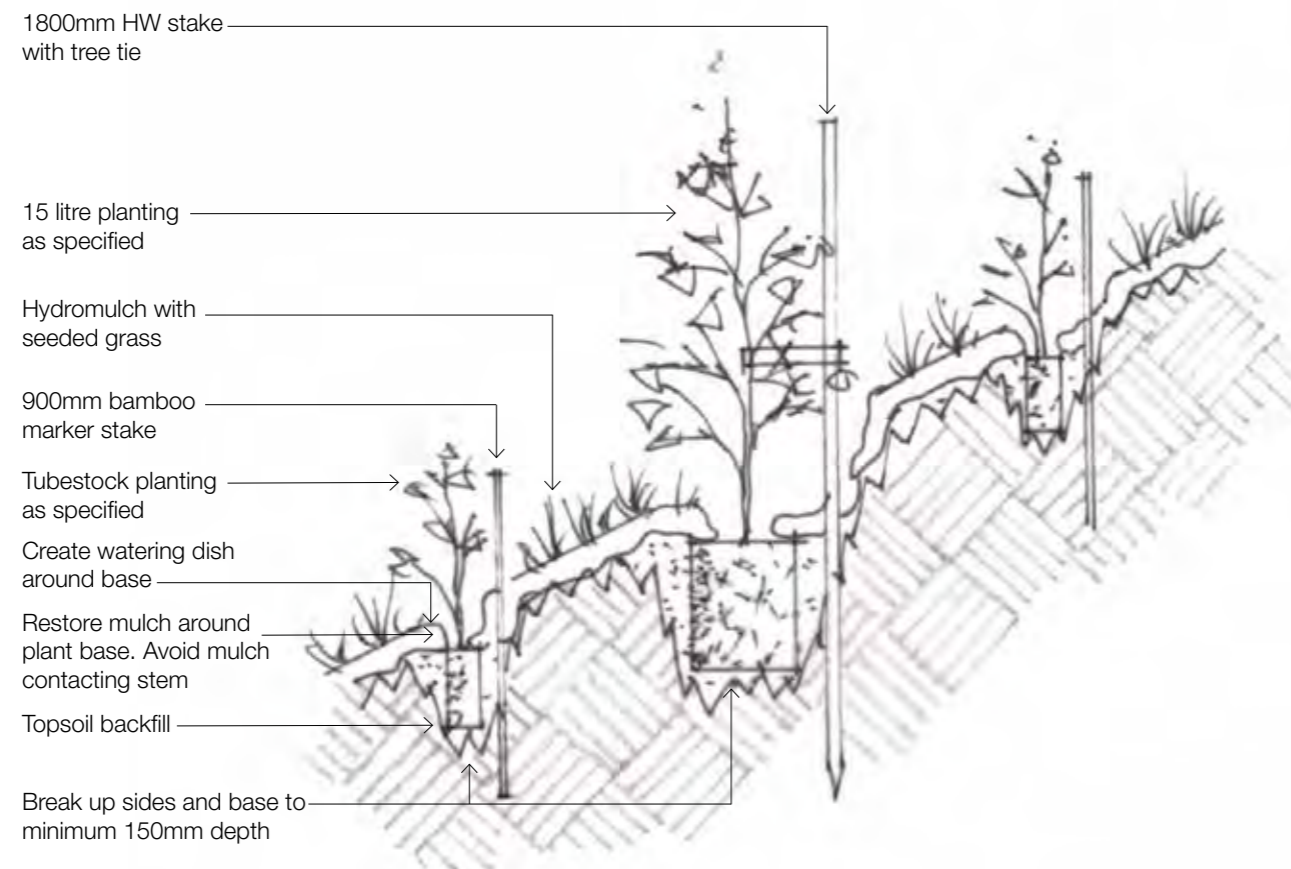 1800mm HW stake
with tree tie
15 litre planting
as specified
Hydromulch with
seeded grass
900mm bamboo
marker stake
Tubestock planting
as specified
Create watering dish
around base
Restore mulch around
plant base. Avoid mulch
contacting stem
Topsoil backfill
Break up sides and base to
minimum 150mm depth